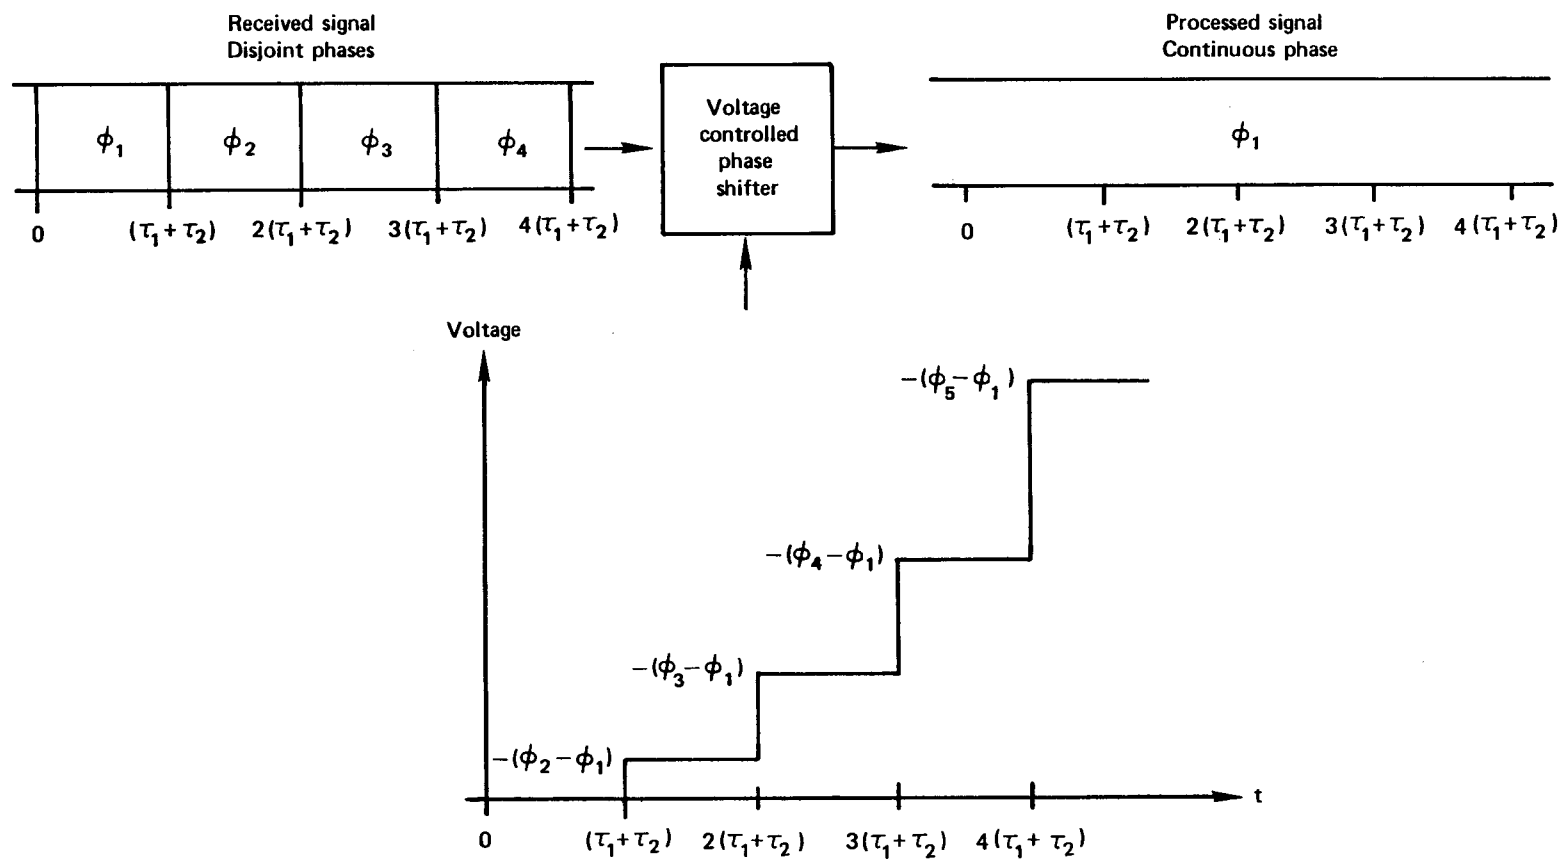 Received signal
Disjoint phases
Processed signal
Continuous phase
ϕ₁ ϕ₂ ϕ₃ ϕ₄
Voltage
controlled
phase
shifter
ϕ₁
0 (τ₁+τ₂) 2(τ₁+τ₂) 3(τ₁+τ₂) 4(τ₁+τ₂)
0 (τ₁+τ₂) 2(τ₁+τ₂) 3(τ₁+τ₂) 4(τ₁+τ₂)
Voltage
−(ϕ₅−ϕ₁)
−(ϕ₄−ϕ₁)
−(ϕ₃−ϕ₁)
−(ϕ₂−ϕ₁)
t
0 (τ₁+τ₂) 2(τ₁+τ₂) 3(τ₁+τ₂) 4(τ₁+τ₂)